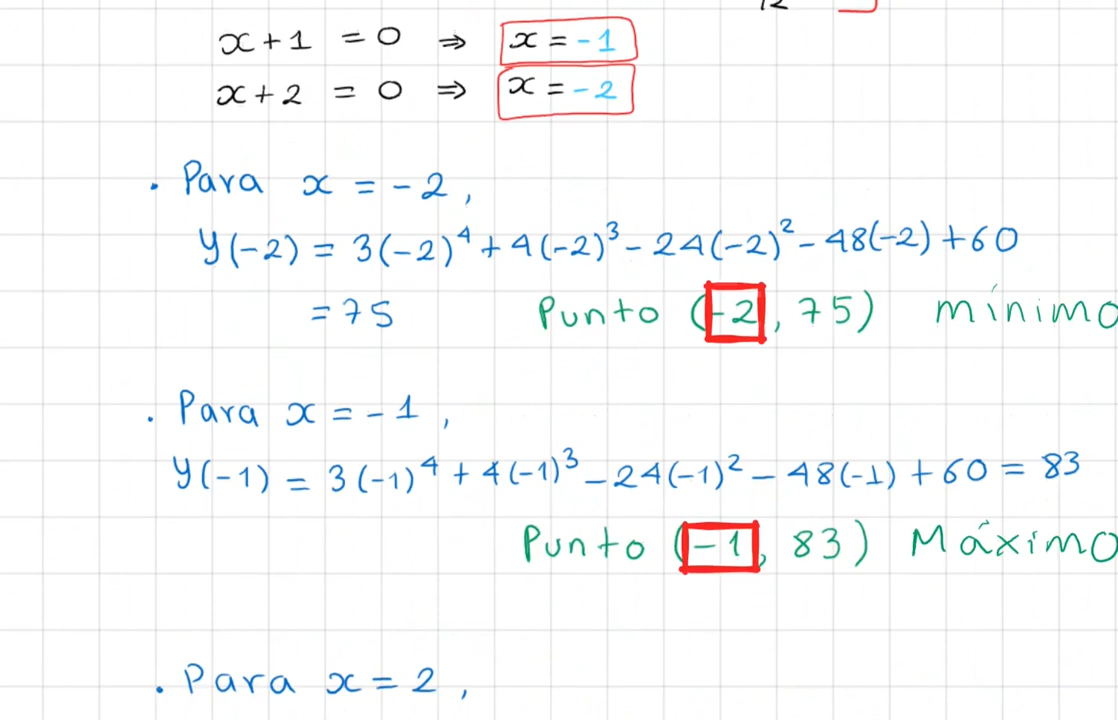 12
x + 1 = 0 ⇒ x = -1
x + 2 = 0 ⇒ x = -2
. Para x = -2,
y(-2) = 3(-2)⁴ + 4(-2)³ - 24(-2)² - 48(-2) + 60
= 75 Punto (-2, 75) mínimo
. Para x = -1,
y(-1) = 3(-1)⁴ + 4(-1)³ - 24(-1)² - 48(-1) + 60 = 83
Punto (-1, 83) Máximo
. Para x = 2,